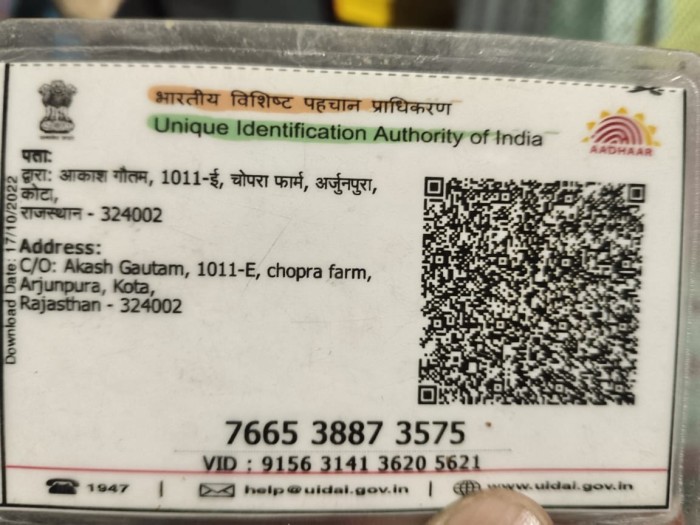 भारतीय विशिष्ट पहचान प्राधिकरण
Unique Identification Authority of India
AADHAAR
पता:
द्वारा: आकाश गौतम, 1011-ई, चोपरा फार्म, अर्जुनपुरा,
कोटा,
राजस्थान - 324002
Address:
C/O: Akash Gautam, 1011-E, chopra farm,
Arjunpura, Kota,
Rajasthan - 324002
Download Date: 17/10/2022
7665 3887 3575
VID : 9156 3141 3620 5621
1947 | help@uidai.gov.in | www.uidai.gov.in